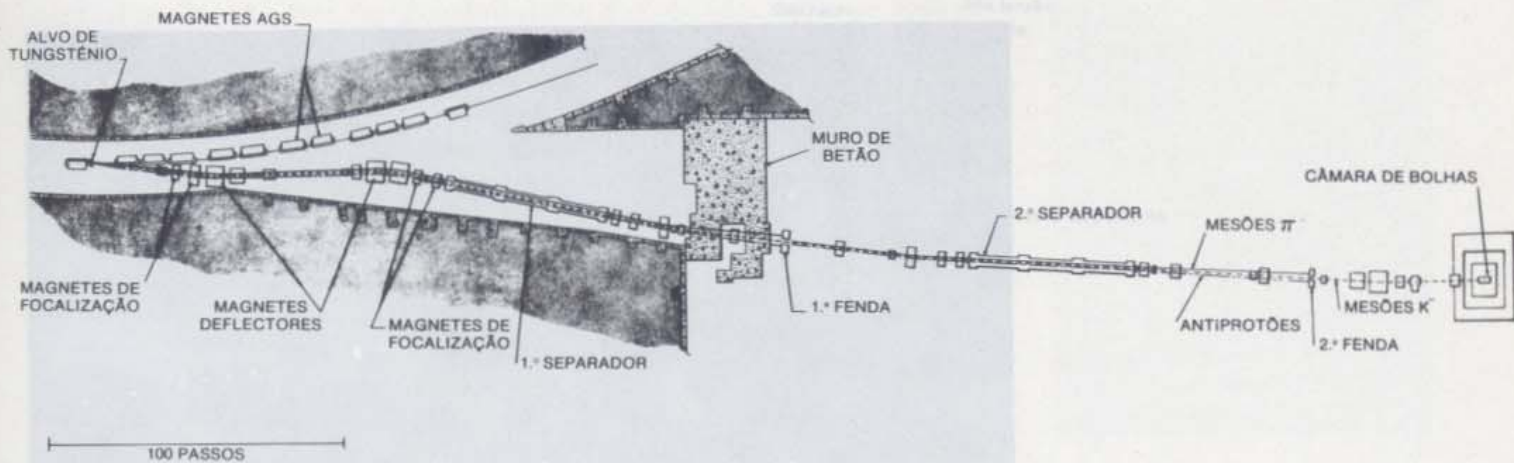 MAGNETES AGS
ALVO DE
TUNGSTÉNIO
MURO DE
BETÃO
CÂMARA DE BOLHAS
2.º SEPARADOR
MESÕES π⁻
MAGNETES DE
FOCALIZAÇÃO
MAGNETES
DEFLECTORES
MAGNETES DE
FOCALIZAÇÃO
1.º SEPARADOR
1.ª FENDA
ANTIPROTÕES
MESÕES K⁻
2.ª FENDA
100 PASSOS